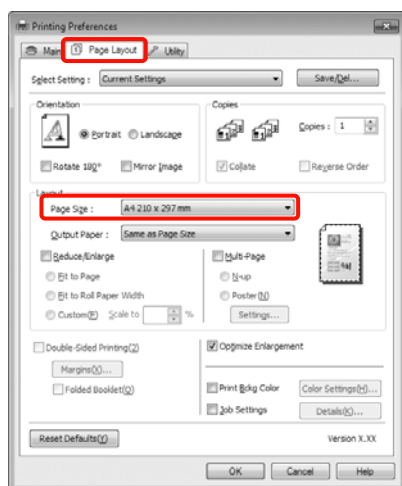 Printing Preferences
Main Page Layout Utility
Select Setting : Current Settings Save/Del...
Orientation Copies
Portrait Landscape Copies : 1
Rotate 180° Mirror Image Collate Reverse Order
Layout
Page Size : A4 210 x 297 mm
Output Paper : Same as Page Size
Reduce/Enlarge Multi-Page
Fit to Page N-up
Fit to Roll Paper Width Poster(N)
Custom(F) Scale to % Settings...
Double-Sided Printing(2) Optimize Enlargement
Margins(X)...
Folded Booklet(Q) Print Bckg Color Color Settings(H)...
Job Settings Details(K)...
Reset Defaults(Y) Version X.XX
OK Cancel Help